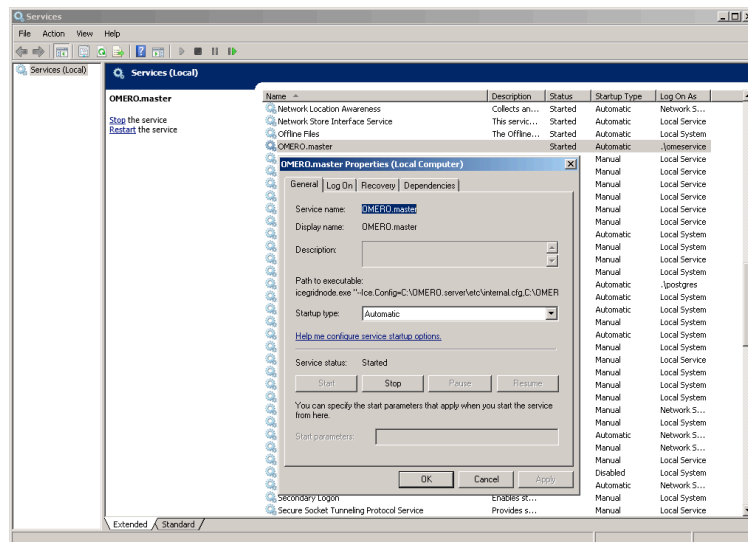 Services
File Action View Help
Services (Local)
Services (Local)
OMERO.master
Stop the service
Restart the service
Name Description Status Startup Type Log On As
Network Location Awareness Collects an... Started Automatic Network S...
Network Store Interface Service This servic... Started Automatic Local Service
Offline Files The Offline... Started Automatic Local System
OMERO.master Started Automatic .\omeservice
Manual Local Service
Manual Local Service
Manual Local Service
Manual Local Service
Manual Local Service
Manual Local Service
Automatic Local System
Manual Local System
Manual Local Service
Manual Local System
Automatic .\postgres
Automatic Local System
Automatic Local System
Manual Local System
Automatic Local System
Manual Local System
Manual Local Service
Manual Local System
Manual Local System
Manual Local System
Manual Network S...
Manual Local System
Automatic Network S...
Manual Network S...
Manual Local Service
Disabled Local System
Automatic Network S...
Secondary Logon Enables st... Manual Local System
Secure Socket Tunneling Protocol Service Provides s... Manual Local Service
OMERO.master Properties (Local Computer)
General Log On Recovery Dependencies
Service name: OMERO.master
Display name: OMERO.master
Description:
Path to executable:
icegridnode.exe "--Ice.Config=C:\OMERO.server\etc\internal.cfg,C:\OMER
Startup type: Automatic
Help me configure service startup options.
Service status: Started
Start Stop Pause Resume
You can specify the start parameters that apply when you start the service
from here.
Start parameters:
OK Cancel Apply
Extended Standard